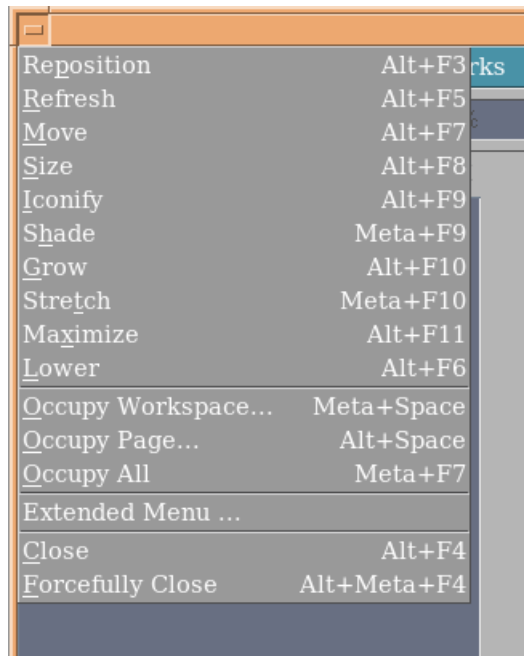 Reposition Alt+F3
rks
Refresh Alt+F5
Move Alt+F7
Size Alt+F8
Iconify Alt+F9
Shade Meta+F9
Grow Alt+F10
Stretch Meta+F10
Maximize Alt+F11
Lower Alt+F6
Occupy Workspace... Meta+Space
Occupy Page... Alt+Space
Occupy All Meta+F7
Extended Menu ...
Close Alt+F4
Forcefully Close Alt+Meta+F4